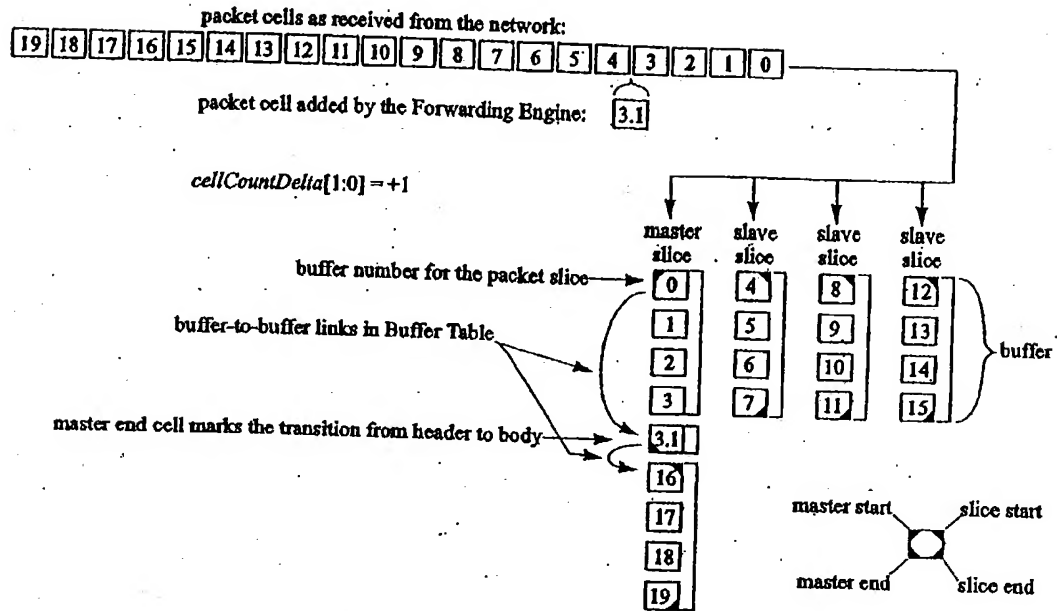 packet cells as received from the network:
19 18 17 16 15 14 13 12 11 10 9 8 7 6 5 4 3 2 1 0
packet cell added by the Forwarding Engine: 3.1
cellCountDelta[1:0] = +1
master slice
slave slice
slave slice
slave slice
buffer number for the packet slice
0 4 8 12
1 5 9 13
buffer-to-buffer links in Buffer Table
buffer
2 6 10 14
3 7 11 15
master end cell marks the transition from header to body
3.1
16
17
18
19
master start
slice start
master end
slice end